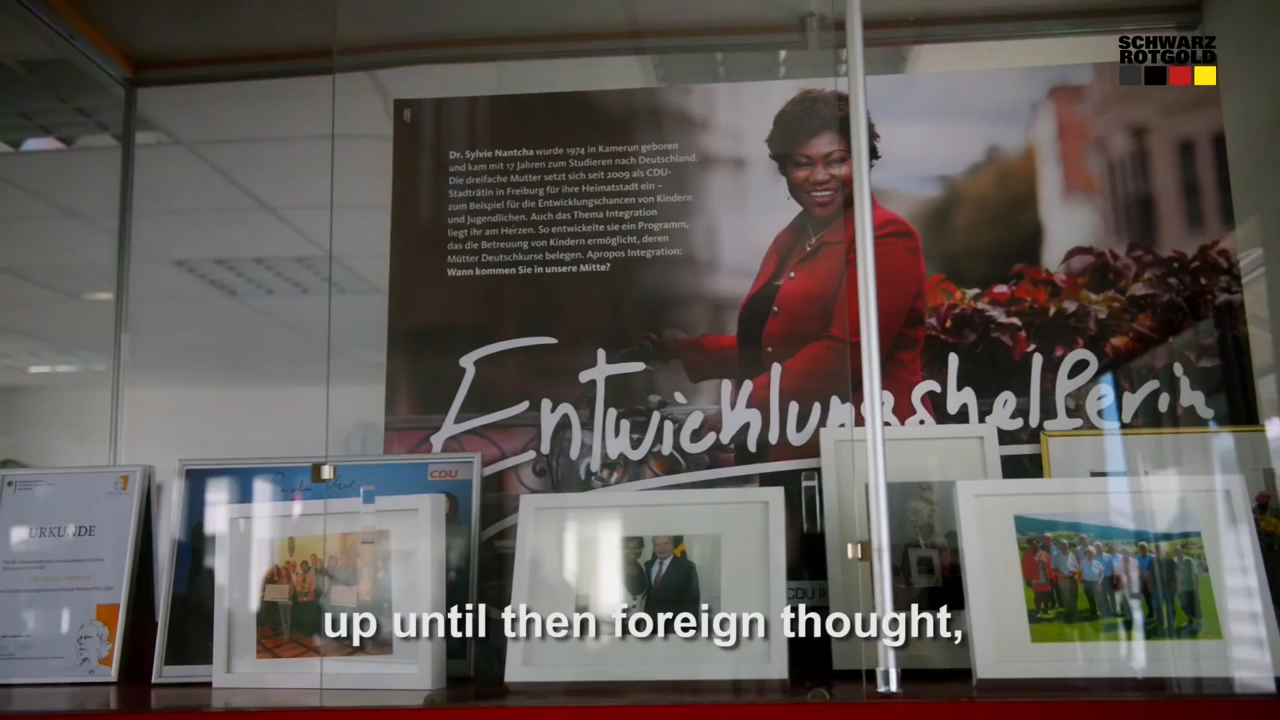 SCHWARZ
ROTGOLD
Dr. Sylvie Nantcha wurde 1974 in Kamerun geboren
und kam mit 17 Jahren zum Studieren nach Deutschland.
Die dreifache Mutter setzt sich seit 2009 als CDU-
Stadträtin in Freiburg für ihre Heimatstadt ein –
zum Beispiel für die Entwicklungschancen von Kindern
und Jugendlichen. Auch das Thema Integration
liegt ihr am Herzen. So entwickelte sie ein Programm,
das die Betreuung von Kindern ermöglicht, deren
Mütter Deutschkurse belegen. Apropos Integration:
Wann kommen Sie in unsere Mitte?
Entwicklungshelferin
CDU
URKUNDE
CDU
up until then foreign thought,